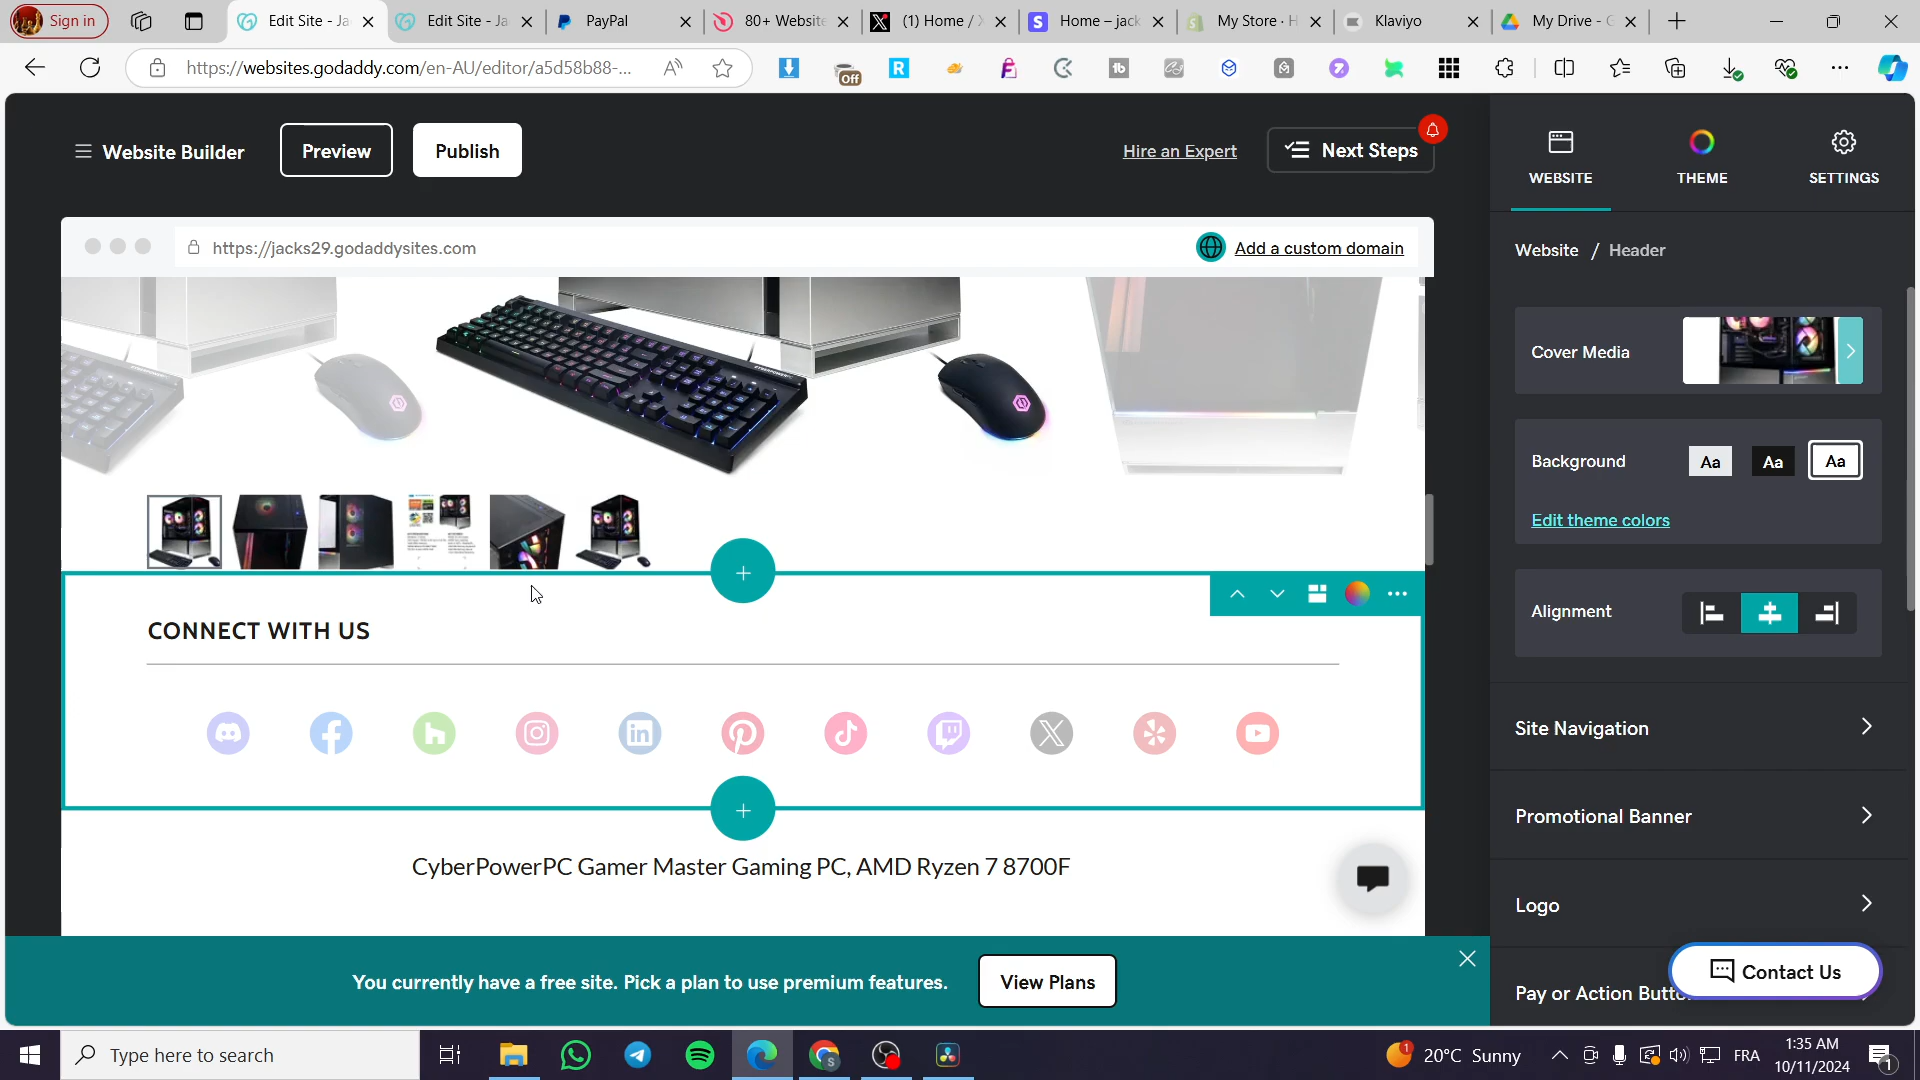 Sign in
Edit Site - Ja
Edit Site - Ja
PayPal
80+ Website
(1) Home / X
Home – jack
My Store · H
Klaviyo
My Drive - G
https://websites.godaddy.com/en-AU/editor/a5d58b88-...
Off
Website Builder
Preview
Publish
Hire an Expert
Next Steps
WEBSITE
THEME
SETTINGS
https://jacks29.godaddysites.com
Add a custom domain
Website / Header
Cover Media
Background
Aa
Aa
Aa
Edit theme colors
Alignment
CONNECT WITH US
Site Navigation
Promotional Banner
CyberPowerPC Gamer Master Gaming PC, AMD Ryzen 7 8700F
Logo
You currently have a free site. Pick a plan to use premium features.
View Plans
Contact Us
Pay or Action Butto
Type here to search
1
20°C Sunny
FRA
1:35 AM
10/11/2024
1